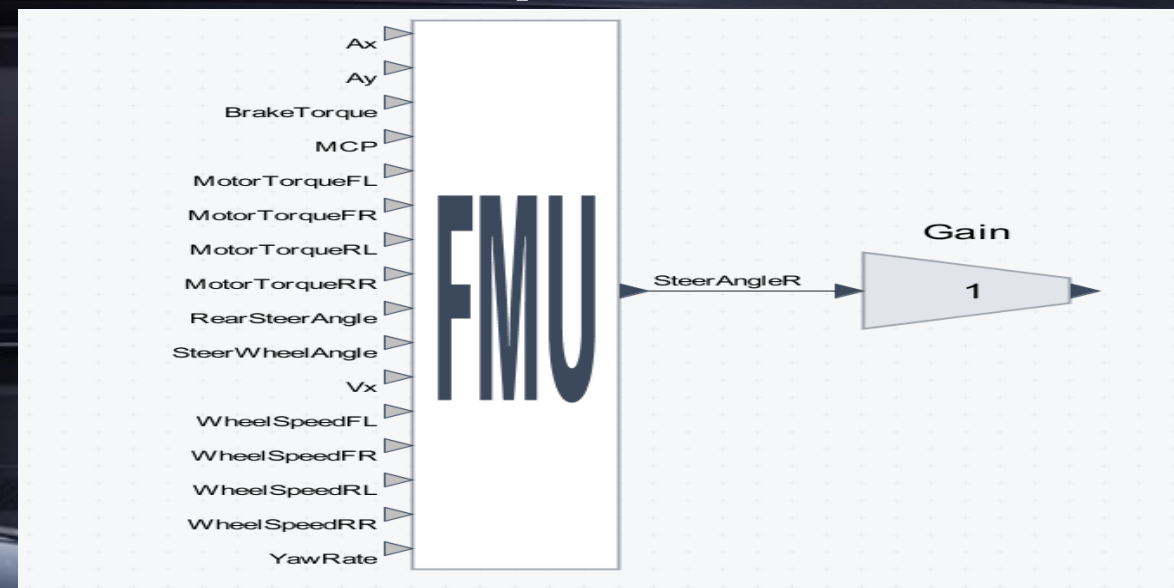 Ax
Ay
BrakeTorque
MCP
MotorTorqueFL
MotorTorqueFR
MotorTorqueRL
MotorTorqueRR
RearSteerAngle
SteerWheelAngle
Vx
WheelSpeedFL
WheelSpeedFR
WheelSpeedRL
WheelSpeedRR
YawRate
FMU
SteerAngleR
Gain
1